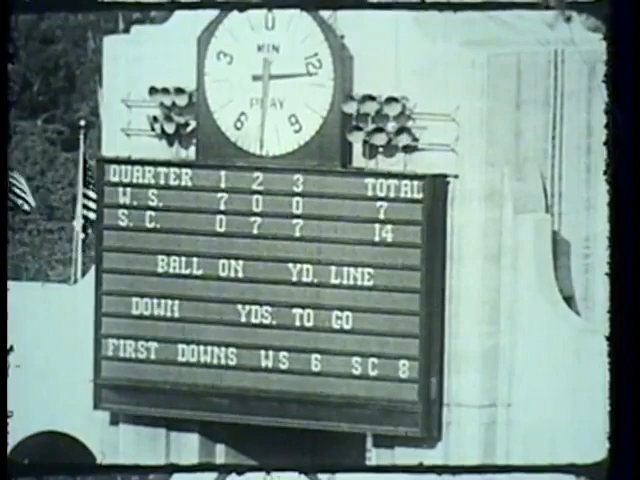 0
MIN
3 12
PLAY
6 9
QUARTER 1 2 3 TOTAL
W. S. 7 0 0 7
S. C. 0 7 7 14
BALL ON YD. LINE
DOWN YDS. TO GO
FIRST DOWNS WS 6 SC 8